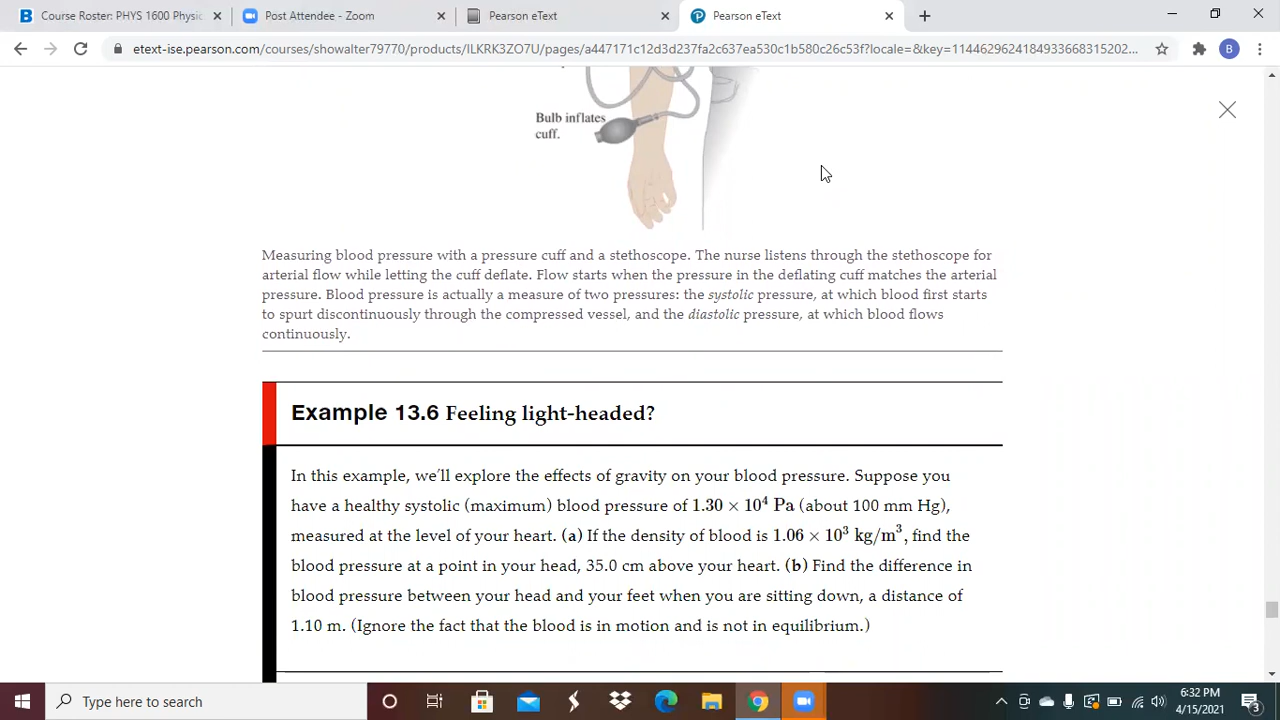 Course Roster: PHYS 1600 Physic
Post Attendee - Zoom
Pearson eText
Pearson eText
etext-ise.pearson.com/courses/showalter79770/products/ILKRK3ZO7U/pages/a447171c12d3d237fa2c637ea530c1b580c26c53f?locale=&key=11446296241849336683152​02...
B
Bulb inflates
cuff.
Measuring blood pressure with a pressure cuff and a stethoscope. The nurse listens through the stethoscope for
arterial flow while letting the cuff deflate. Flow starts when the pressure in the deflating cuff matches the arterial
pressure. Blood pressure is actually a measure of two pressures: the systolic pressure, at which blood first starts
to spurt discontinuously through the compressed vessel, and the diastolic pressure, at which blood flows
continuously.
Example 13.6 Feeling light-headed?
In this example, we'll explore the effects of gravity on your blood pressure. Suppose you
have a healthy systolic (maximum) blood pressure of 1.30 × 10⁴ Pa (about 100 mm Hg),
measured at the level of your heart. (a) If the density of blood is 1.06 × 10³ kg/m³, find the
blood pressure at a point in your head, 35.0 cm above your heart. (b) Find the difference in
blood pressure between your head and your feet when you are sitting down, a distance of
1.10 m. (Ignore the fact that the blood is in motion and is not in equilibrium.)
Type here to search
6:32 PM
4/15/2021
3